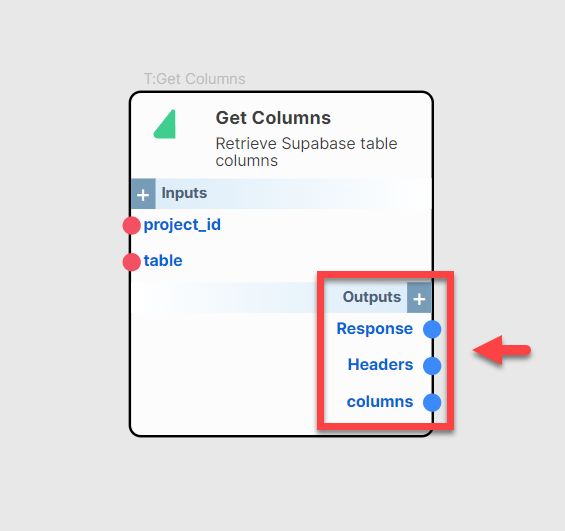 T:Get Columns
Get Columns
Retrieve Supabase table
columns
+ Inputs
project_id
table
Outputs +
Response
Headers
columns